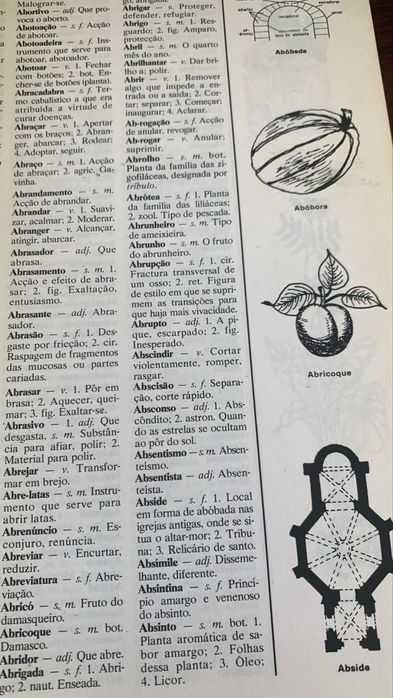 Malograr-se.
Abortivo — adj. Que pro-
voca o aborto.
Abotoação — s. f. Acção
de abotoar.
Abotoadeira — s. f. Ins-
trumento que serve para
abotoar, abotoador.
Abotoar — v. 1. Fechar
com botões; 2. bot. En-
cher-se de botões (planta).
Abracadabra — s. f. Ter-
mo cabalístico a que era
atribuída a virtude de
curar doenças.
Abraçar — v. 1. Apertar
com os braços; 2. Abran-
ger, abarcar; 3. Rodear;
4. Adoptar, seguir.
Abraço — s. m. 1. Acção
de abraçar; 2. agric. Ga-
vinha.
Abrandamento — s. m.
Acção de abrandar.
Abrandar — v. 1. Suavi-
zar, acalmar; 2. Moderar.
Abranger — v. Alcançar,
atingir, abarcar.
Abrasador — adj. Que
abrasa.
Abrasamento — s. m. 1.
Acção e efeito de abra-
sar; 2. fig. Exaltação,
entusiasmo.
Abrasante — adj. Abra-
sador.
Abrasão — s. f. 1. Des-
gaste por fricção; 2. cir.
Raspagem de fragmentos
das mucosas ou partes
cariadas.
Abrasar — v. 1. Pôr em
brasa; 2. Aquecer, quei-
mar; 3. fig. Exaltar-se.
Abrasivo — 1. adj. Que
desgasta, s. m. Substân-
cia para afiar, polir; 2.
Material para polir.
Abrejar — v. Transfor-
mar em brejo.
Abre-latas — s. m. Instru-
mento que serve para
abrir latas.
Abrenúncio — s. m. Es-
conjuro, renúncia.
Abreviar — v. Encurtar,
reduzir.
Abreviatura — s. f. Abre-
viação.
Abricó — s. m. Fruto do
damasqueiro.
Abricoque — s. m. bot.
Damasco.
Abridor — adj. Que abre.
Abrigada — s. f. 1. Abri-
go; 2. naut. Enseada.
Abrigar — v. Proteger,
defender, refugiar.
Abrigo — s. m. 1. Res-
guardo; 2. fig. Amparo,
protecção.
Abril — s. m. O quarto
mês do ano.
Abrilhantar — v. Dar bri-
lho a; polir.
Abrir — v. 1. Remover
algo que impede a en-
trada ou a saída; 2. Cor-
tar; separar; 3. Começar;
inaugurar; 4. Aclarar.
Ab-rogação — s. f. Acção
de anular, revogar.
Ab-rogar — v. Anular;
suprimir.
Abrolho — s. m. bot.
Planta da família das zi-
gofiláceas, designada por
tríbulo.
Abrótea — s. f. 1. Planta
da família das liliáceas;
2. zool. Tipo de pescada.
Abrunheiro — s. m. Tipo
de ameixieira.
Abrunho — s. m. O fruto
do abrunheiro.
Abrupção — s. f. 1. cir.
Fractura transversal de
um osso; 2. ret. Figura
de estilo em que se supri-
mem as transições para
que haja mais vivacidade.
Abrupto — adj. 1. A pi-
que, escarpado; 2. fig.
Inesperado.
Abscindir — v. Cortar
violentamente, romper,
rasgar.
Abscisão — s. f. Separa-
ção, corte rápido.
Absconso — adj. 1. Abs-
côndito; 2. astron. Quan-
do as estrelas se ocultam
ao pôr do sol.
Absentismo — s. m. Absen-
teísmo.
Absentista — adj. Absen-
teísta.
Abside — s. f. 1. Local
em forma de abóbada nas
igrejas antigas, onde se si-
tua o altar-mor; 2. Tribu-
na; 3. Relicário de santo.
Absímile — adj. Disseme-
lhante, diferente.
Absintina — s. f. Princí-
pio amargo e venenoso
do absinto.
Absinto — s. m. bot. 1.
Planta aromática de sa-
bor amargo; 2. Folhas
dessa planta; 3. Óleo;
4. Licor.
Abóbada
Abóbora
Abricoque
Abside